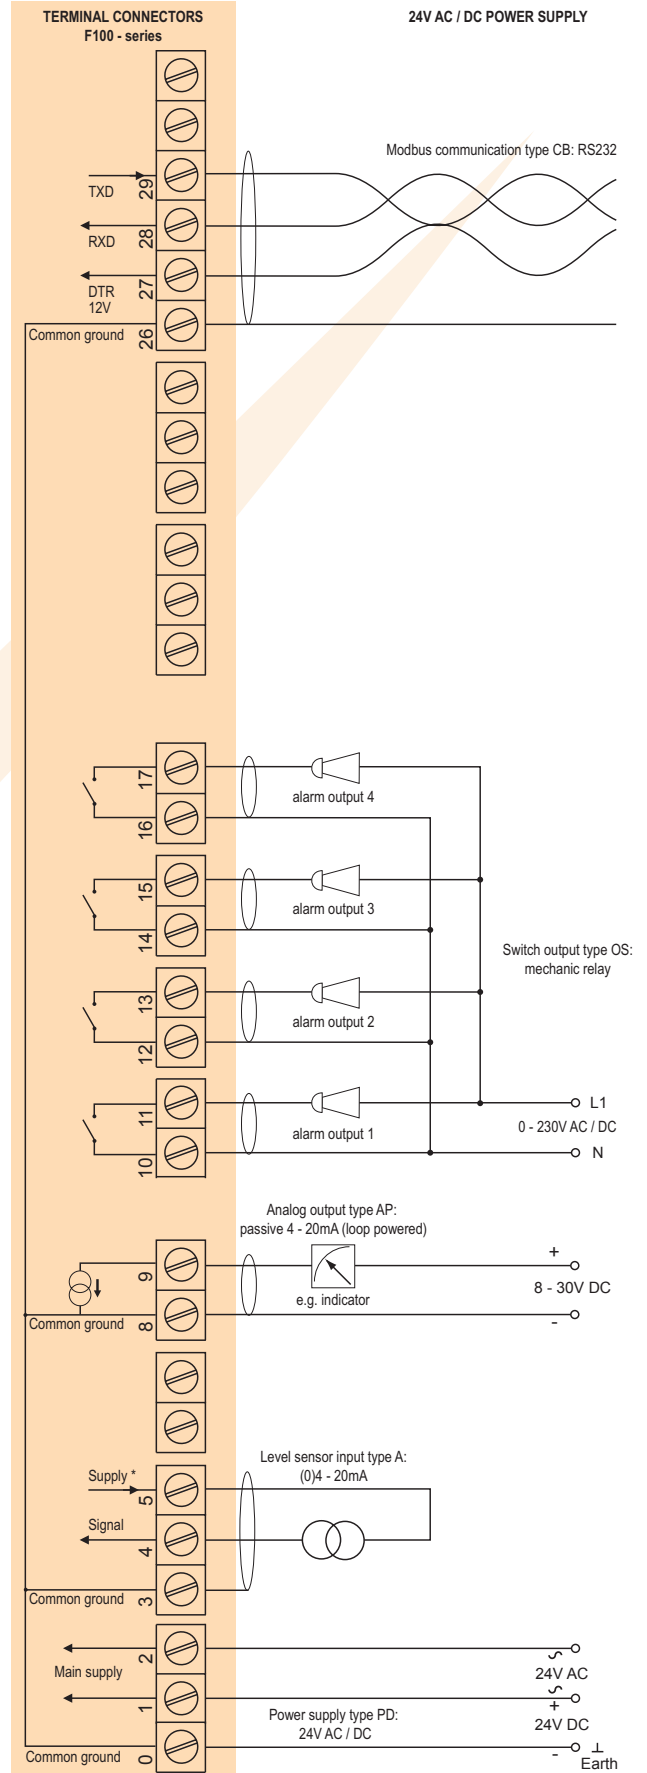 TERMINAL CONNECTORS
F100 - series
24V AC / DC POWER SUPPLY
Modbus communication type CB: RS232
TXD
29
RXD
28
DTR
12V
27
Common ground
26
17
alarm output 4
16
15
alarm output 3
14
Switch output type OS:
mechanic relay
13
alarm output 2
12
11
L1
0 - 230V AC / DC
alarm output 1
10
N
Analog output type AP:
passive 4 - 20mA (loop powered)
+
9
8 - 30V DC
e.g. indicator
Common ground
8
-
Level sensor input type A:
(0)4 - 20mA
Supply *
5
Signal
4
Common ground
3
2
Main supply
24V AC
1
+
Power supply type PD:
24V AC / DC
24V DC
Common ground
0
-
Earth